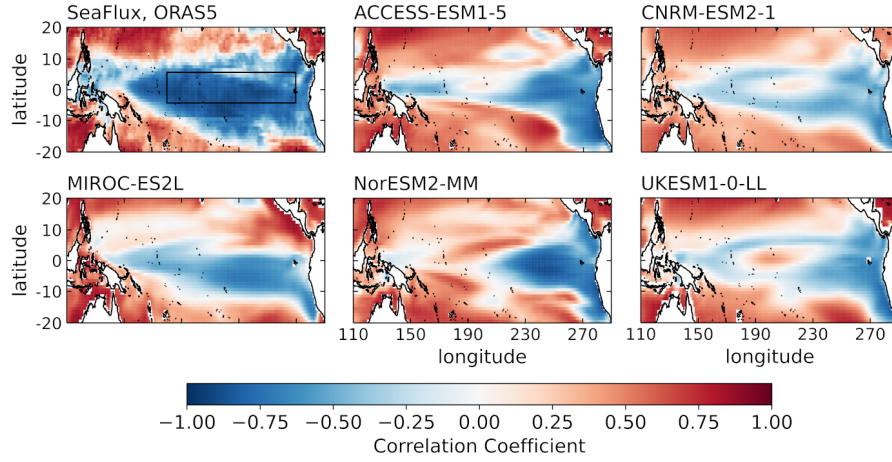 SeaFlux, ORAS5
ACCESS-ESM1-5
CNRM-ESM2-1
latitude
20
10
0
-10
-20
MIROC-ES2L
NorESM2-MM
UKESM1-0-LL
latitude
20
10
0
-10
-20
110 150 190 230 270
110 150 190 230 270
longitude
longitude
−1.00 −0.75 −0.50 −0.25 0.00 0.25 0.50 0.75 1.00
Correlation Coefficient